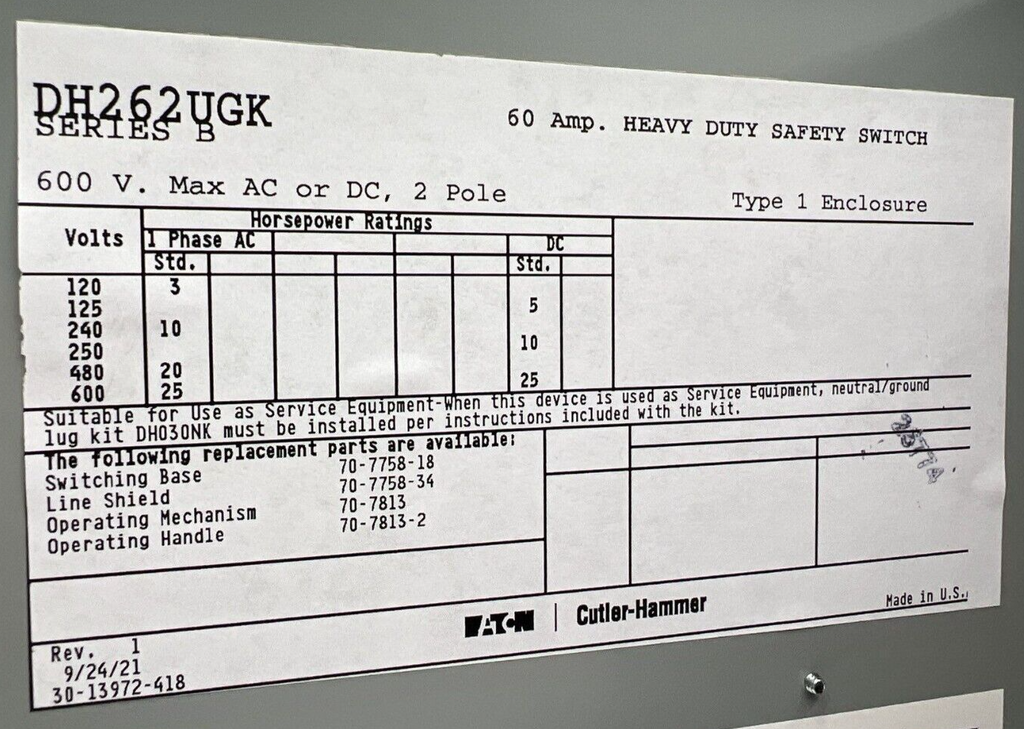 DH262UGK
SERIES B
60 Amp. HEAVY DUTY SAFETY SWITCH
600 V. Max AC or DC, 2 Pole
Type 1 Enclosure
Horsepower Ratings
Volts 1 Phase AC DC
Std. Std.
120 3
125 5
240 10
250 10
480 20
600 25 25
Suitable for Use as Service Equipment-When this device is used as Service Equipment, neutral/ground
lug kit DH030NK must be installed per instructions included with the kit.
The following replacement parts are available:
Switching Base 70-7758-18
Line Shield 70-7758-34
Operating Mechanism 70-7813
Operating Handle 70-7813-2
EATON | Cutler-Hammer
Made in U.S.
Rev. 1
9/24/21
30-13972-418